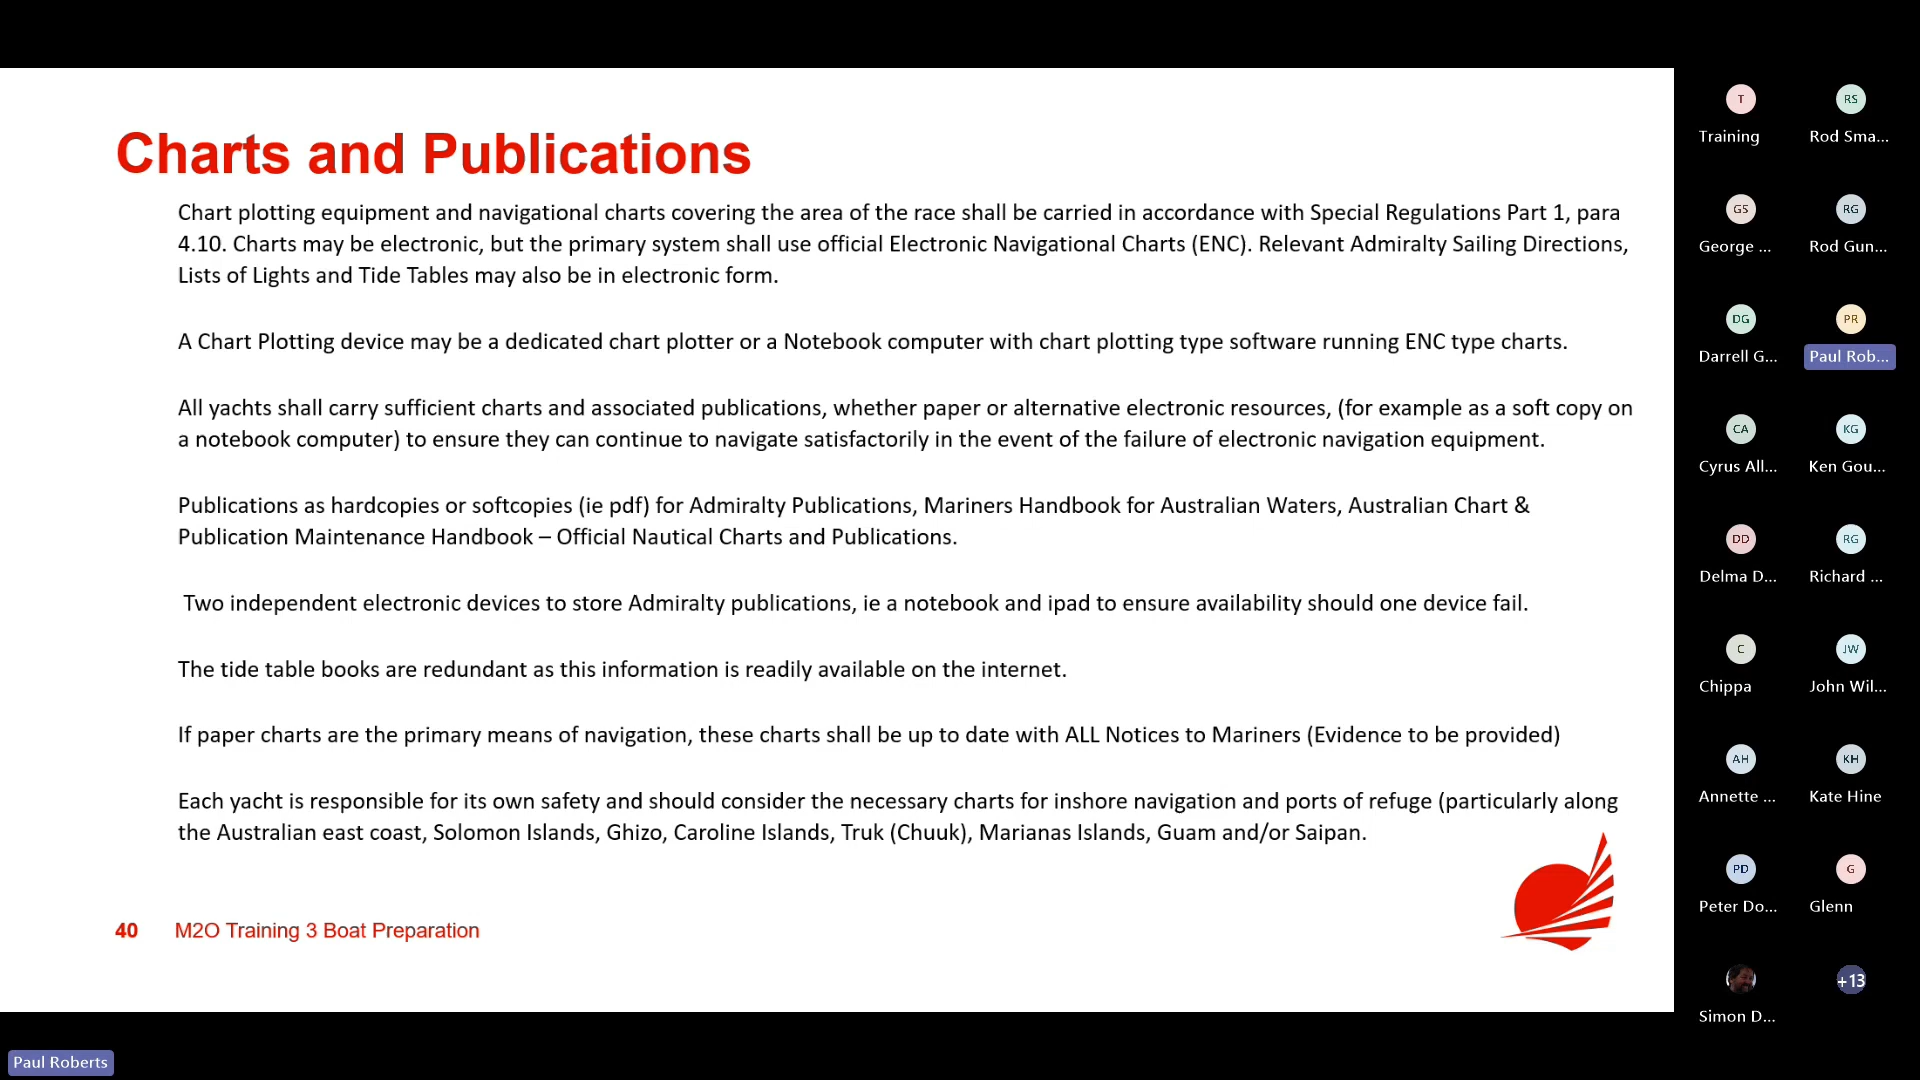 Charts and Publications
Chart plotting equipment and navigational charts covering the area of the race shall be carried in accordance with Special Regulations Part 1, para
4.10. Charts may be electronic, but the primary system shall use official Electronic Navigational Charts (ENC). Relevant Admiralty Sailing Directions,
Lists of Lights and Tide Tables may also be in electronic form.
A Chart Plotting device may be a dedicated chart plotter or a Notebook computer with chart plotting type software running ENC type charts.
All yachts shall carry sufficient charts and associated publications, whether paper or alternative electronic resources, (for example as a soft copy on
a notebook computer) to ensure they can continue to navigate satisfactorily in the event of the failure of electronic navigation equipment.
Publications as hardcopies or softcopies (ie pdf) for Admiralty Publications, Mariners Handbook for Australian Waters, Australian Chart &
Publication Maintenance Handbook – Official Nautical Charts and Publications.
Two independent electronic devices to store Admiralty publications, ie a notebook and ipad to ensure availability should one device fail.
The tide table books are redundant as this information is readily available on the internet.
If paper charts are the primary means of navigation, these charts shall be up to date with ALL Notices to Mariners (Evidence to be provided)
Each yacht is responsible for its own safety and should consider the necessary charts for inshore navigation and ports of refuge (particularly along
the Australian east coast, Solomon Islands, Ghizo, Caroline Islands, Truk (Chuuk), Marianas Islands, Guam and/or Saipan.
40 M2O Training 3 Boat Preparation
T RS
Training Rod Sma...
GS RG
George ... Rod Gun...
DG PR
Darrell G... Paul Rob...
CA KG
Cyrus All... Ken Gou...
DD RG
Delma D... Richard ...
C JW
Chippa John Wil...
AH KH
Annette ... Kate Hine
PD G
Peter Do... Glenn
+13
Simon D...
Paul Roberts